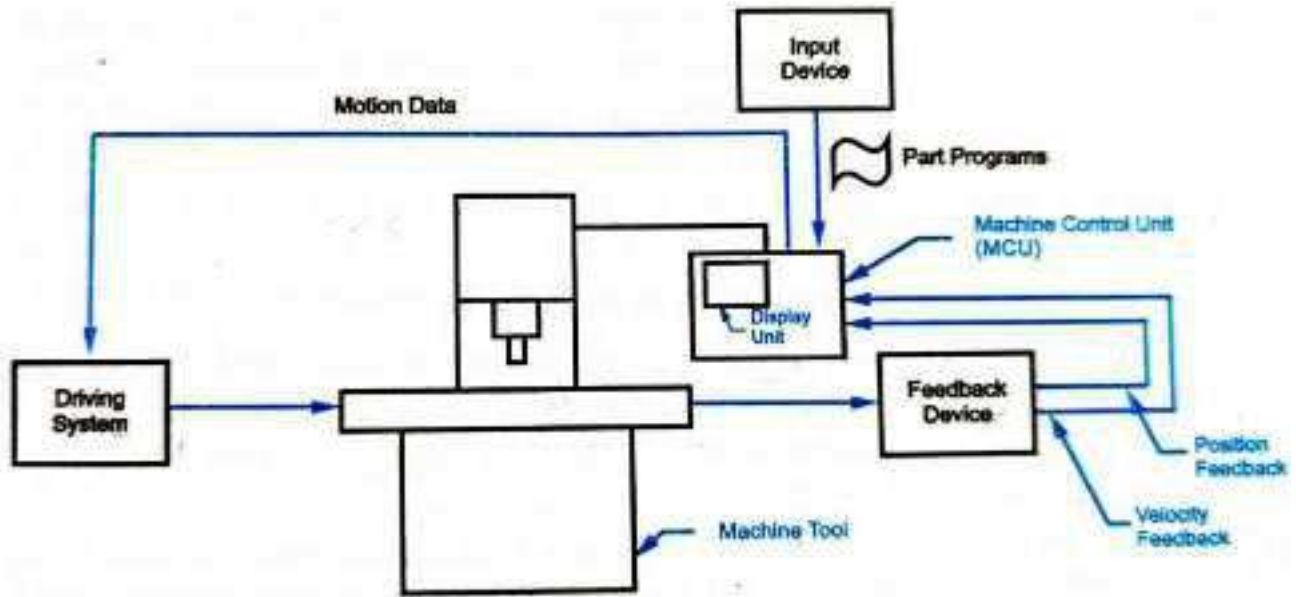 Input
Device
Motion Data
Part Programs
Machine Control Unit
(MCU)
Display
Unit
Driving
System
Feedback
Device
Position
Feedback
Velocity
Feedback
Machine Tool